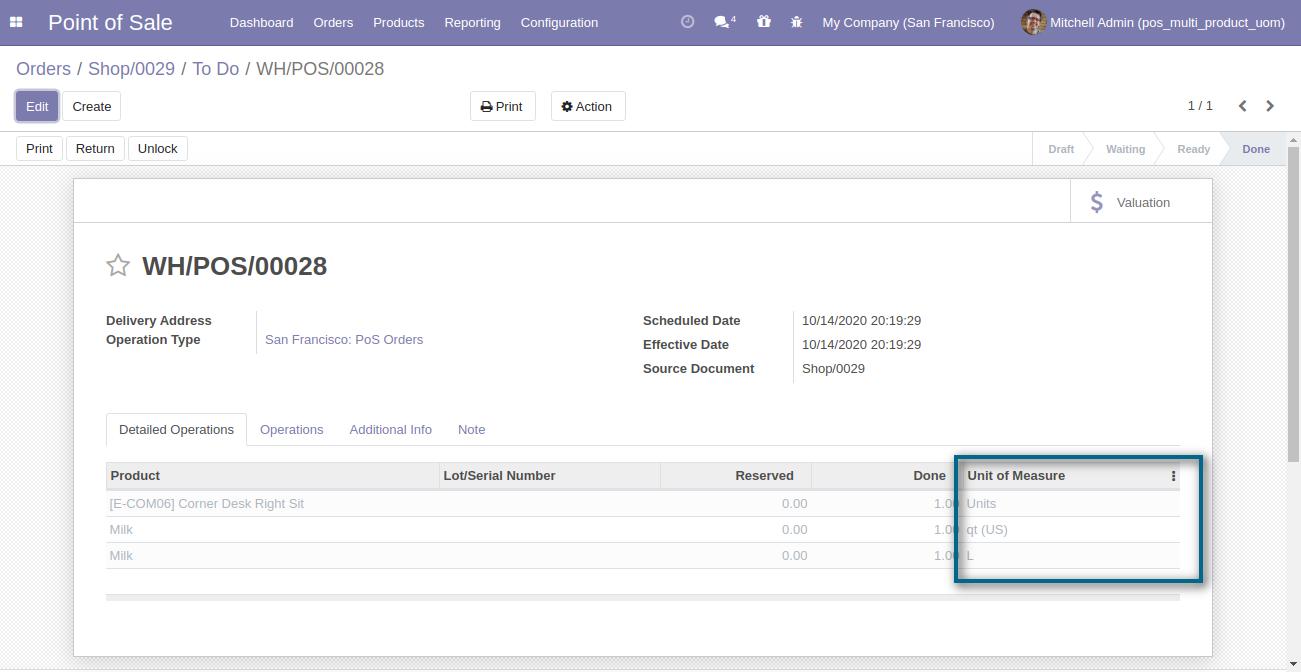 Point of Sale Dashboard Orders Products Reporting Configuration 4 My Company (San Francisco) Mitchell Admin (pos_multi_product_uom)
Orders / Shop/0029 / To Do / WH/POS/00028
Edit Create Print Action 1 / 1
Print Return Unlock Draft Waiting Ready Done
$ Valuation
WH/POS/00028
Delivery Address Scheduled Date 10/14/2020 20:19:29
Operation Type San Francisco: PoS Orders
Effective Date 10/14/2020 20:19:29
Source Document Shop/0029
Detailed Operations Operations Additional Info Note
Product Lot/Serial Number Reserved Done Unit of Measure
[E-COM06] Corner Desk Right Sit 0.00 1.00 Units
Milk 0.00 1.00 qt (US)
Milk 0.00 1.00 L